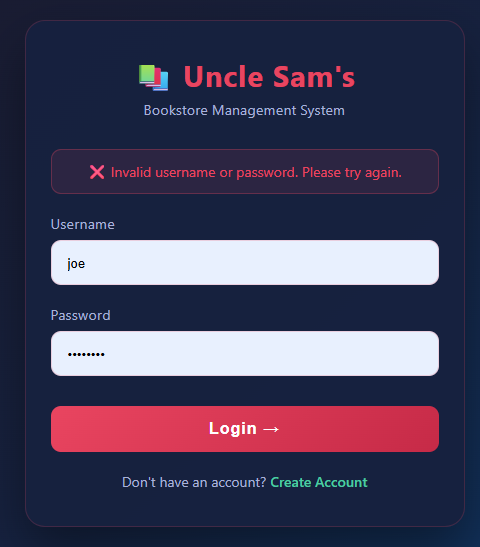 Uncle Sam's
Bookstore Management System
❌ Invalid username or password. Please try again.
Username
joe
Password
••••••••
Login →
Don't have an account? Create Account